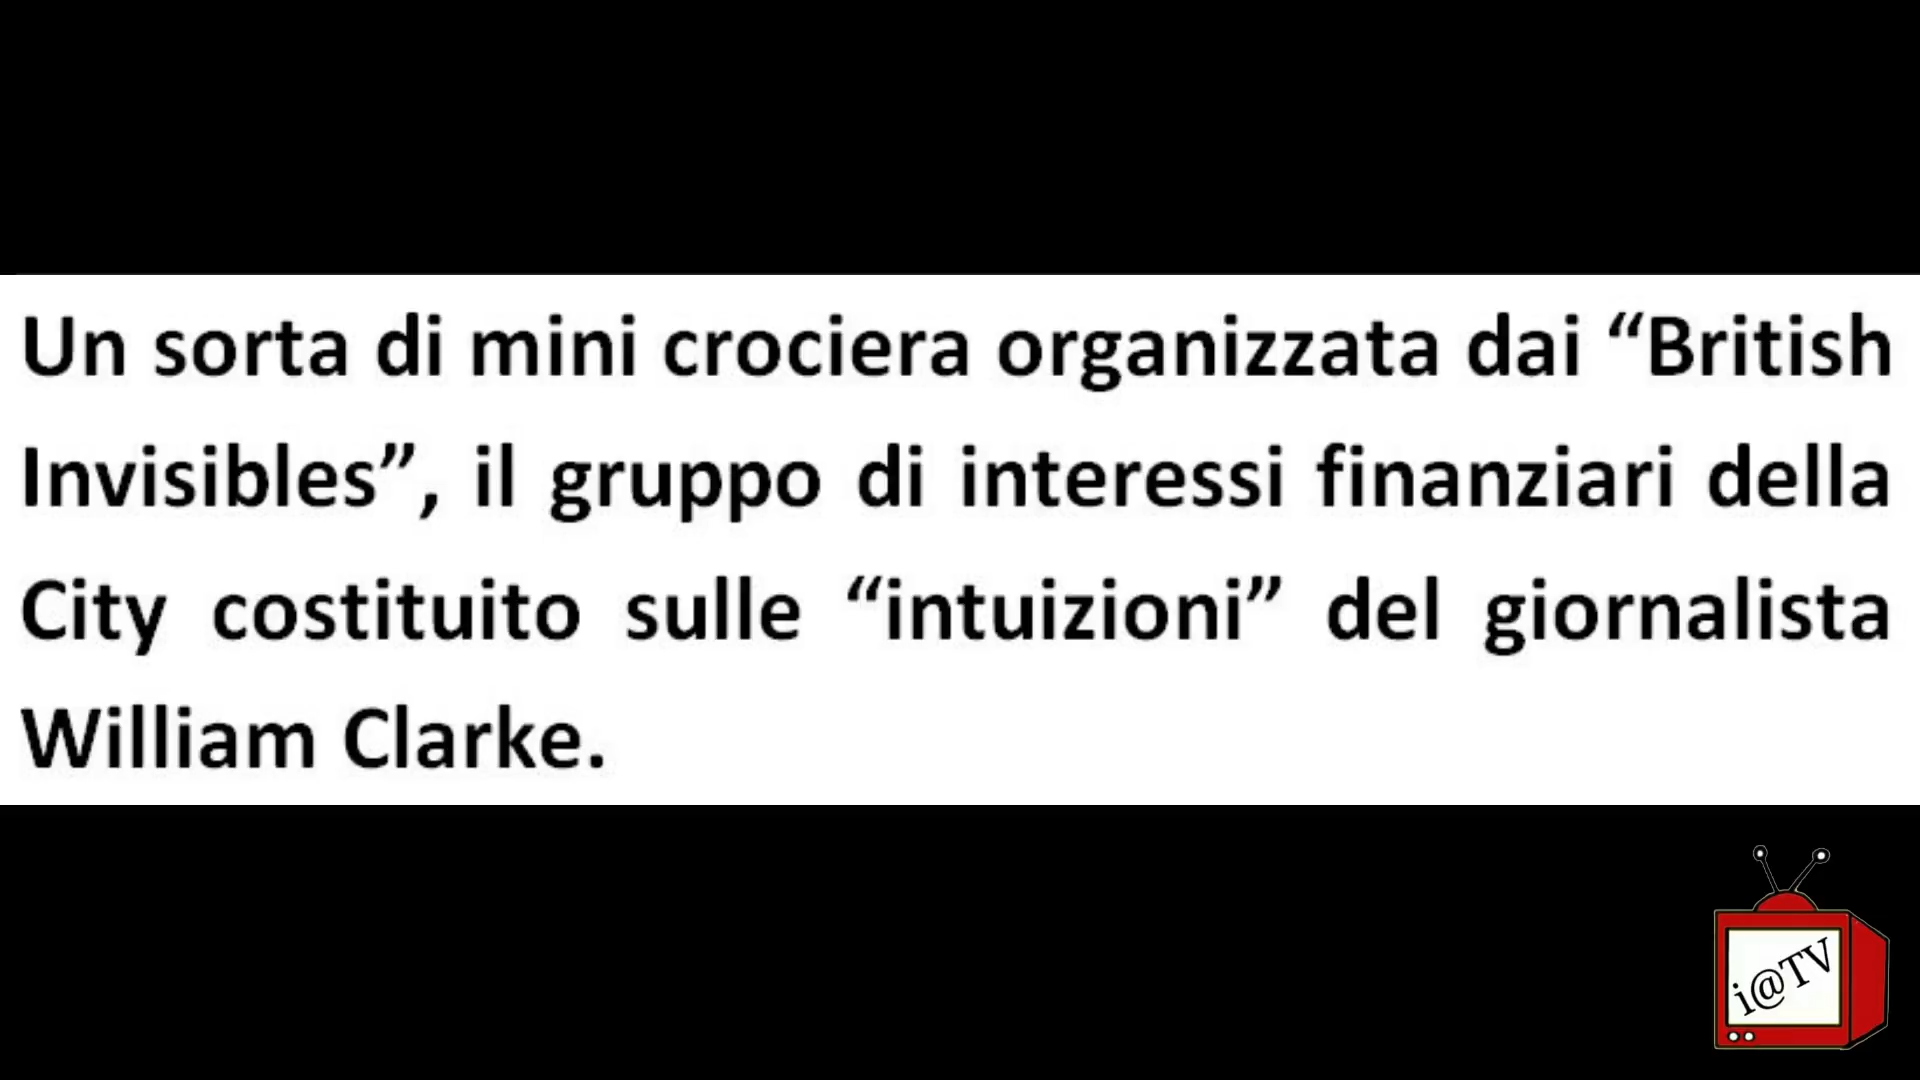 Un sorta di mini crociera organizzata dai “British
Invisibles”, il gruppo di interessi finanziari della
City costituito sulle “intuizioni” del giornalista
William Clarke.
i@TV